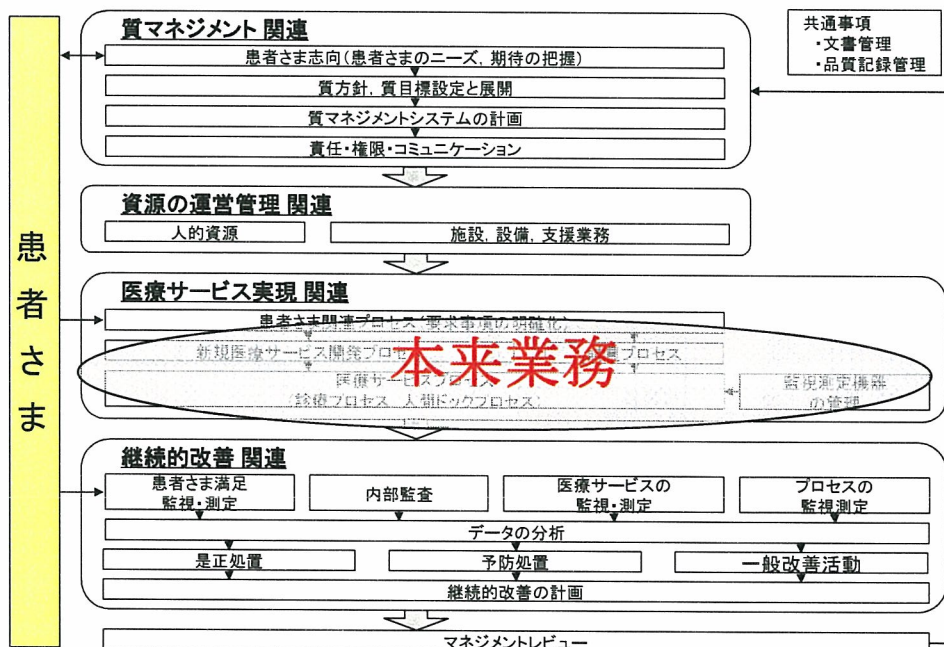 患者さま
質マネジメント 関連
患者さま志向(患者さまのニーズ, 期待の把握)
質方針, 質目標設定と展開
質マネジメントシステムの計画
責任・権限・コミュニケーション
共通事項
・文書管理
・品質記録管理
資源の運営管理 関連
人的資源
施設, 設備, 支援業務
医療サービス実現 関連
患者さま関連プロセス(要求事項の明確化)
新規医療サービス開発プロセス
プロセス
本来業務
医療サービスプロセス
(診療プロセス, 人間ドックプロセス)
監視測定機器
の管理
継続的改善 関連
患者さま満足
監視・測定
内部監査
医療サービスの
監視・測定
プロセスの
監視測定
データの分析
是正処置
予防処置
一般改善活動
継続的改善の計画
マネジメントレビュー